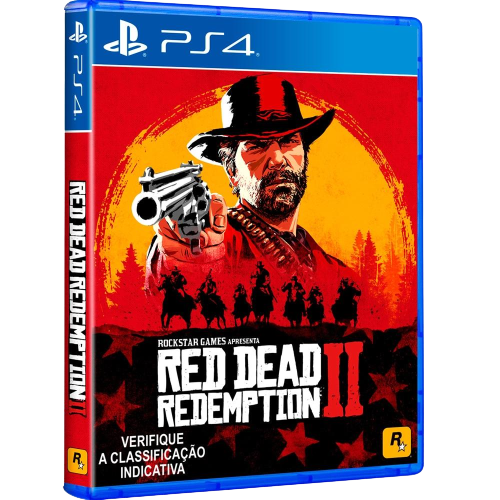 PS4
PS4
RED DEAD REDEMPTION II
ROCKSTAR GAMES APRESENTA
RED DEAD
REDEMPTION II
VERIFIQUE
A CLASSIFICAÇÃO
INDICATIVA
R
R